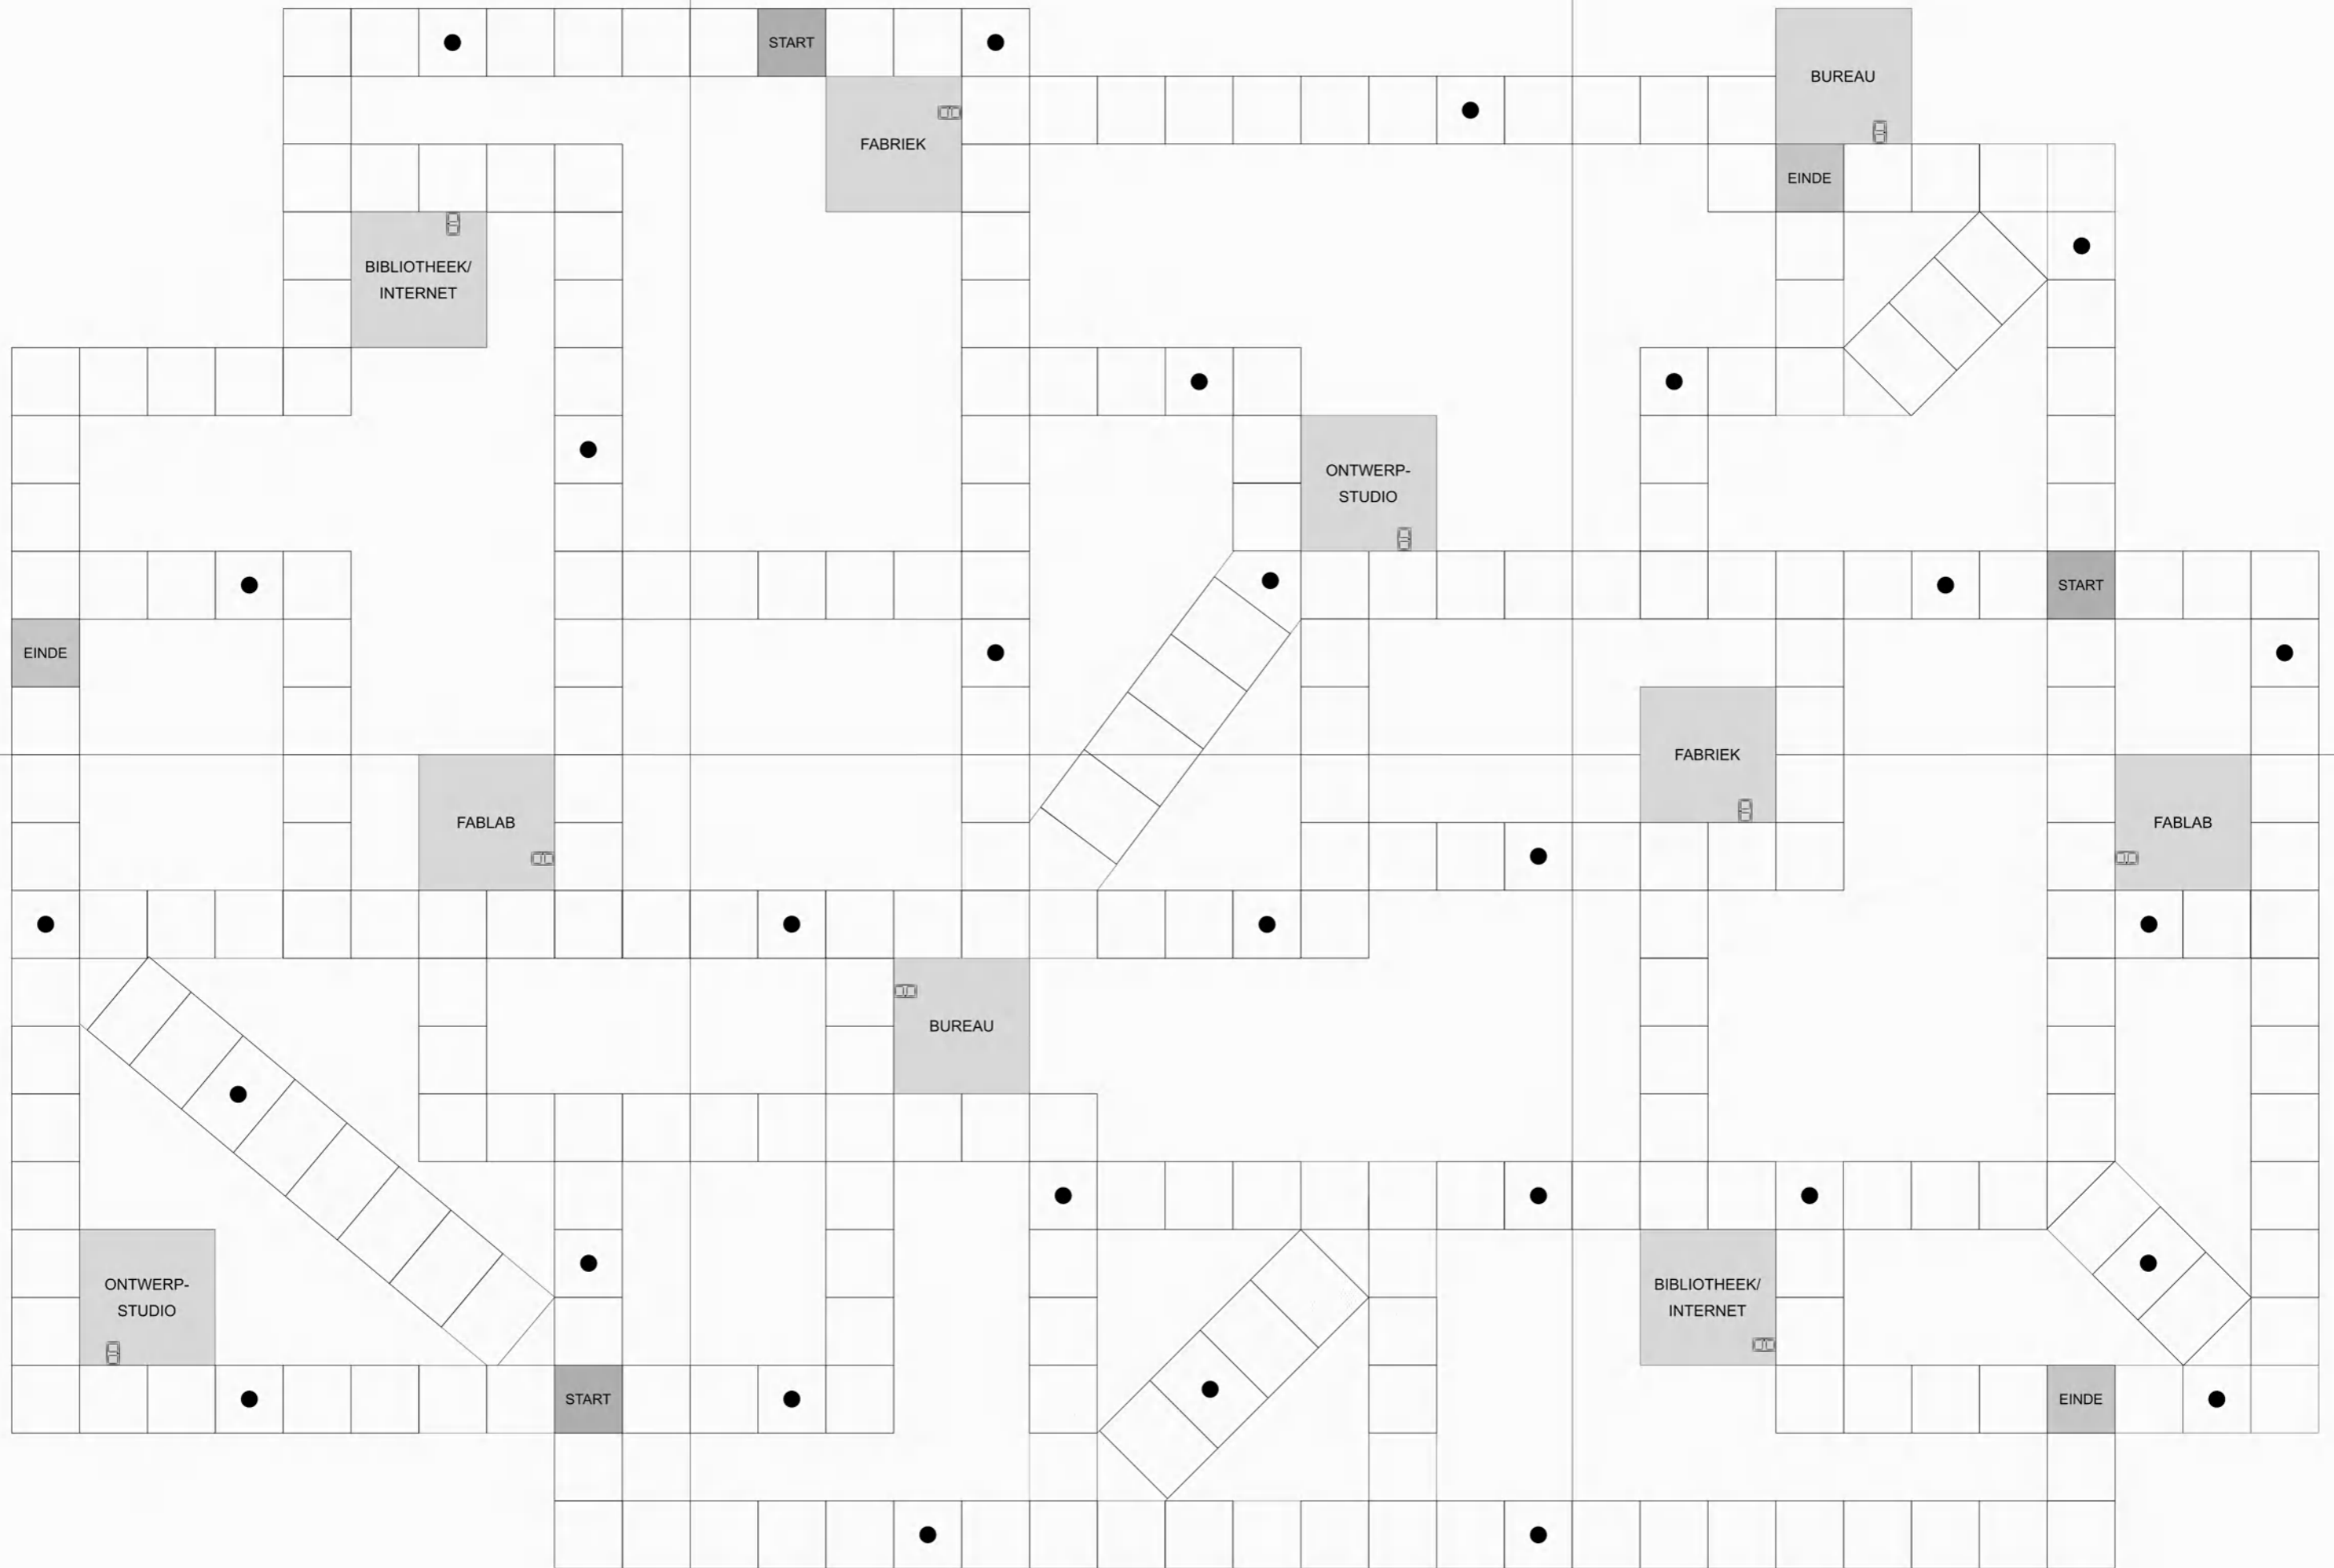 START
BUREAU
FABRIEK
EINDE
BIBLIOTHEEK/
INTERNET
ONTWERP-
STUDIO
START
EINDE
FABRIEK
FABLAB
FABLAB
BUREAU
ONTWERP-
STUDIO
BIBLIOTHEEK/
INTERNET
START
EINDE